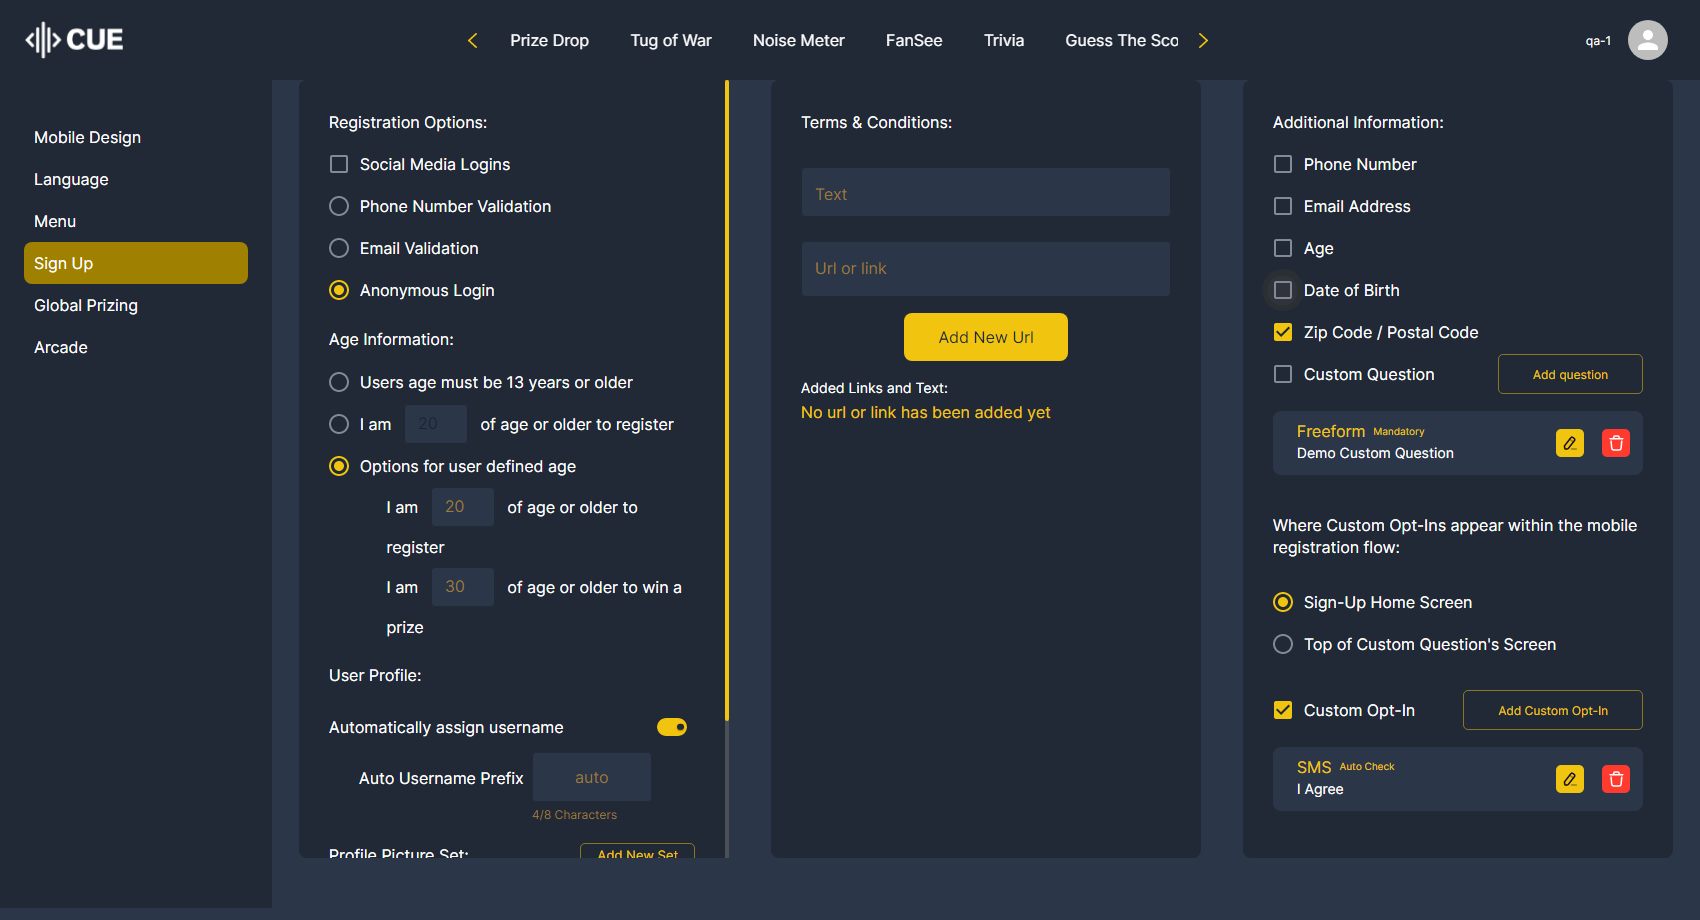 CUE
Prize Drop
Tug of War
Noise Meter
FanSee
Trivia
Guess The Sco
qa-1
Mobile Design
Language
Menu
Sign Up
Global Prizing
Arcade
Registration Options:
Social Media Logins
Phone Number Validation
Email Validation
Anonymous Login
Age Information:
Users age must be 13 years or older
I am 20 of age or older to register
Options for user defined age
I am 20 of age or older to
register
I am 30 of age or older to win a
prize
User Profile:
Automatically assign username
Auto Username Prefix auto
4/8 Characters
Profile Picture Set: Add New Set
Terms & Conditions:
Text
Url or link
Add New Url
Added Links and Text:
No url or link has been added yet
Additional Information:
Phone Number
Email Address
Age
Date of Birth
Zip Code / Postal Code
Custom Question Add question
Freeform Mandatory
Demo Custom Question
Where Custom Opt-Ins appear within the mobile
registration flow:
Sign-Up Home Screen
Top of Custom Question's Screen
Custom Opt-In Add Custom Opt-In
SMS Auto Check
I Agree